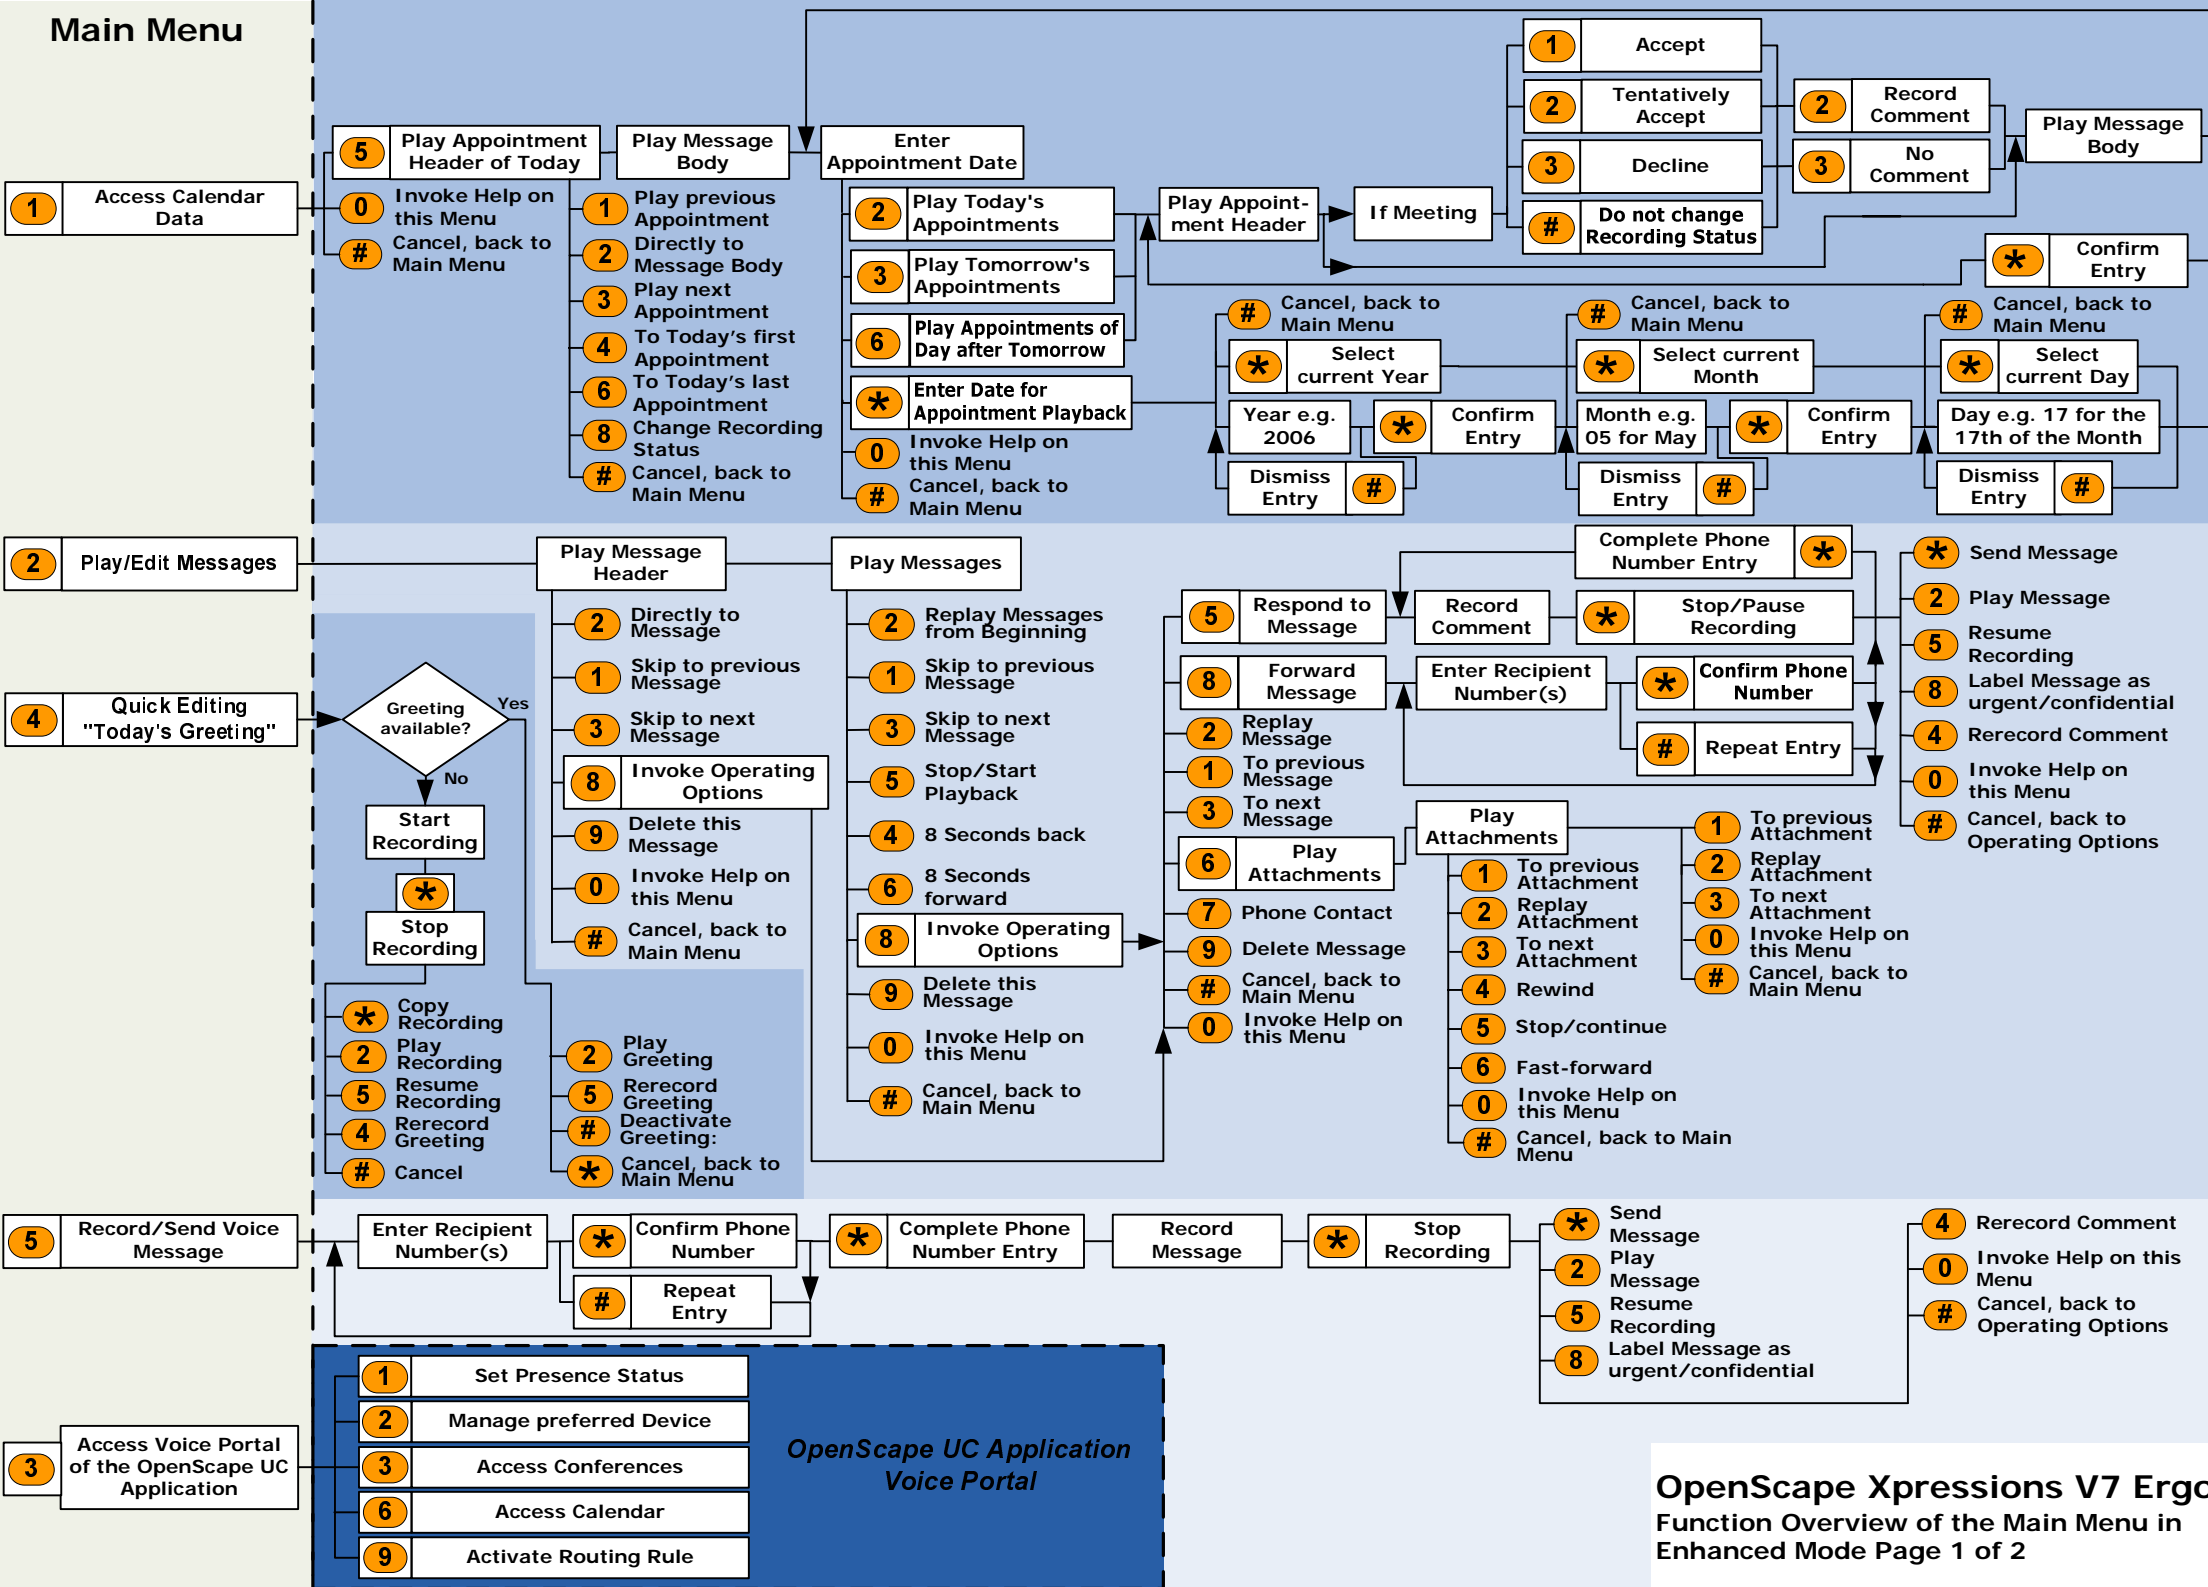 Main Menu
1
Access Calendar
Data
5
Play Appointment
Header of Today
0
Invoke Help on
this Menu
#
Cancel, back to
Main Menu
Play Message
Body
1
Play previous
Appointment
2
Directly to
Message Body
3
Play next
Appointment
4
To Today's first
Appointment
6
To Today's last
Appointment
8
Change Recording
Status
#
Cancel, back to
Main Menu
Enter
Appointment Date
2
Play Today's
Appointments
3
Play Tomorrow's
Appointments
6
Play Appointments of
Day after Tomorrow
*
Enter Date for
Appointment Playback
0
Invoke Help on
this Menu
#
Cancel, back to
Main Menu
Play Appoint-
ment Header
If Meeting
1
Accept
2
Tentatively
Accept
3
Decline
#
Do not change
Recording Status
2
Record
Comment
3
No
Comment
Play Message
Body
*
Confirm
Entry
#
Cancel, back to
Main Menu
*
Select
current Year
Year e.g.
2006
*
Confirm
Entry
Dismiss
Entry
#
#
Cancel, back to
Main Menu
*
Select current
Month
Month e.g.
05 for May
*
Confirm
Entry
Dismiss
Entry
#
#
Cancel, back to
Main Menu
*
Select
current Day
Day e.g. 17 for the
17th of the Month
Dismiss
Entry
#
2
Play/Edit Messages
Play Message
Header
2
Directly to
Message
1
Skip to previous
Message
3
Skip to next
Message
8
Invoke Operating
Options
9
Delete this
Message
0
Invoke Help on
this Menu
#
Cancel, back to
Main Menu
Play Messages
2
Replay Messages
from Beginning
1
Skip to previous
Message
3
Skip to next
Message
5
Stop/Start
Playback
4
8 Seconds back
6
8 Seconds
forward
8
Invoke Operating
Options
9
Delete this
Message
0
Invoke Help on
this Menu
#
Cancel, back to
Main Menu
5
Respond to
Message
8
Forward
Message
2
Replay
Message
1
To previous
Message
3
To next
Message
6
Play
Attachments
7
Phone Contact
9
Delete Message
#
Cancel, back to
Main Menu
0
Invoke Help on
this Menu
Complete Phone
Number Entry
*
Record
Comment
*
Stop/Pause
Recording
Enter Recipient
Number(s)
*
Confirm Phone
Number
#
Repeat Entry
*
Send Message
2
Play Message
5
Resume
Recording
8
Label Message as
urgent/confidential
4
Rerecord Comment
0
Invoke Help on
this Menu
#
Cancel, back to
Operating Options
Play
Attachments
1
To previous
Attachment
2
Replay
Attachment
3
To next
Attachment
4
Rewind
5
Stop/continue
6
Fast-forward
0
Invoke Help on
this Menu
#
Cancel, back to Main
Menu
1
To previous
Attachment
2
Replay
Attachment
3
To next
Attachment
0
Invoke Help on
this Menu
#
Cancel, back to
Main Menu
4
Quick Editing
"Today's Greeting"
Greeting
available?
Yes
No
Start
Recording
*
Stop
Recording
*
Copy
Recording
2
Play
Recording
5
Resume
Recording
4
Rerecord
Greeting
#
Cancel
2
Play
Greeting
5
Rerecord
Greeting
#
Deactivate
Greeting:
*
Cancel, back to
Main Menu
5
Record/Send Voice
Message
Enter Recipient
Number(s)
*
Confirm Phone
Number
#
Repeat
Entry
*
Complete Phone
Number Entry
Record
Message
*
Stop
Recording
*
Send
Message
2
Play
Message
5
Resume
Recording
8
Label Message as
urgent/confidential
4
Rerecord Comment
0
Invoke Help on this
Menu
#
Cancel, back to
Operating Options
3
Access Voice Portal
of the OpenScape UC
Application
1
Set Presence Status
2
Manage preferred Device
3
Access Conferences
6
Access Calendar
9
Activate Routing Rule
OpenScape UC Application
Voice Portal
OpenScape Xpressions V7 Ergo
Function Overview of the Main Menu in
Enhanced Mode Page 1 of 2